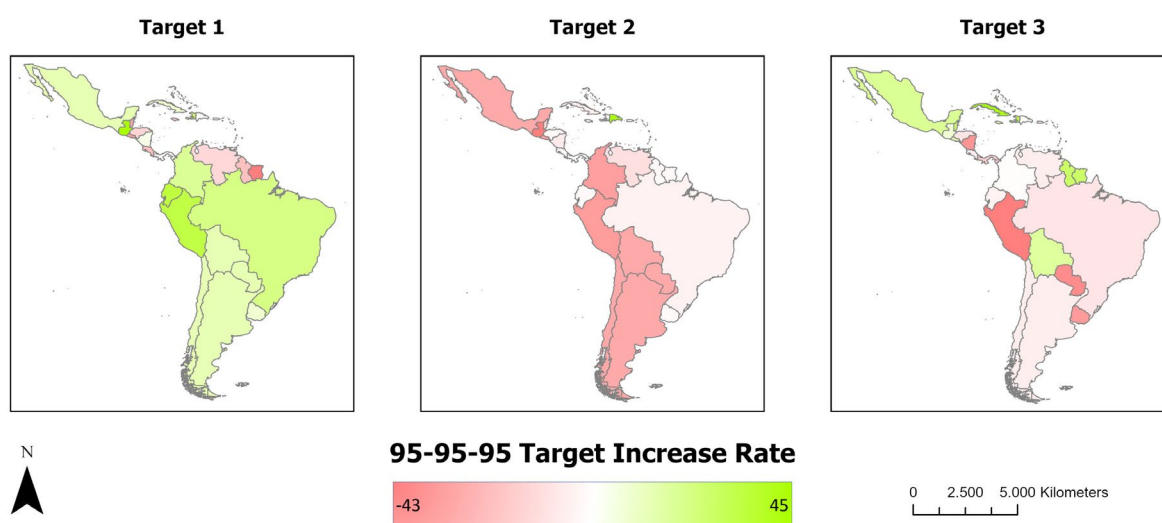 Target 1
Target 2
Target 3
N
95-95-95 Target Increase Rate
-43
45
0 2.500 5.000 Kilometers